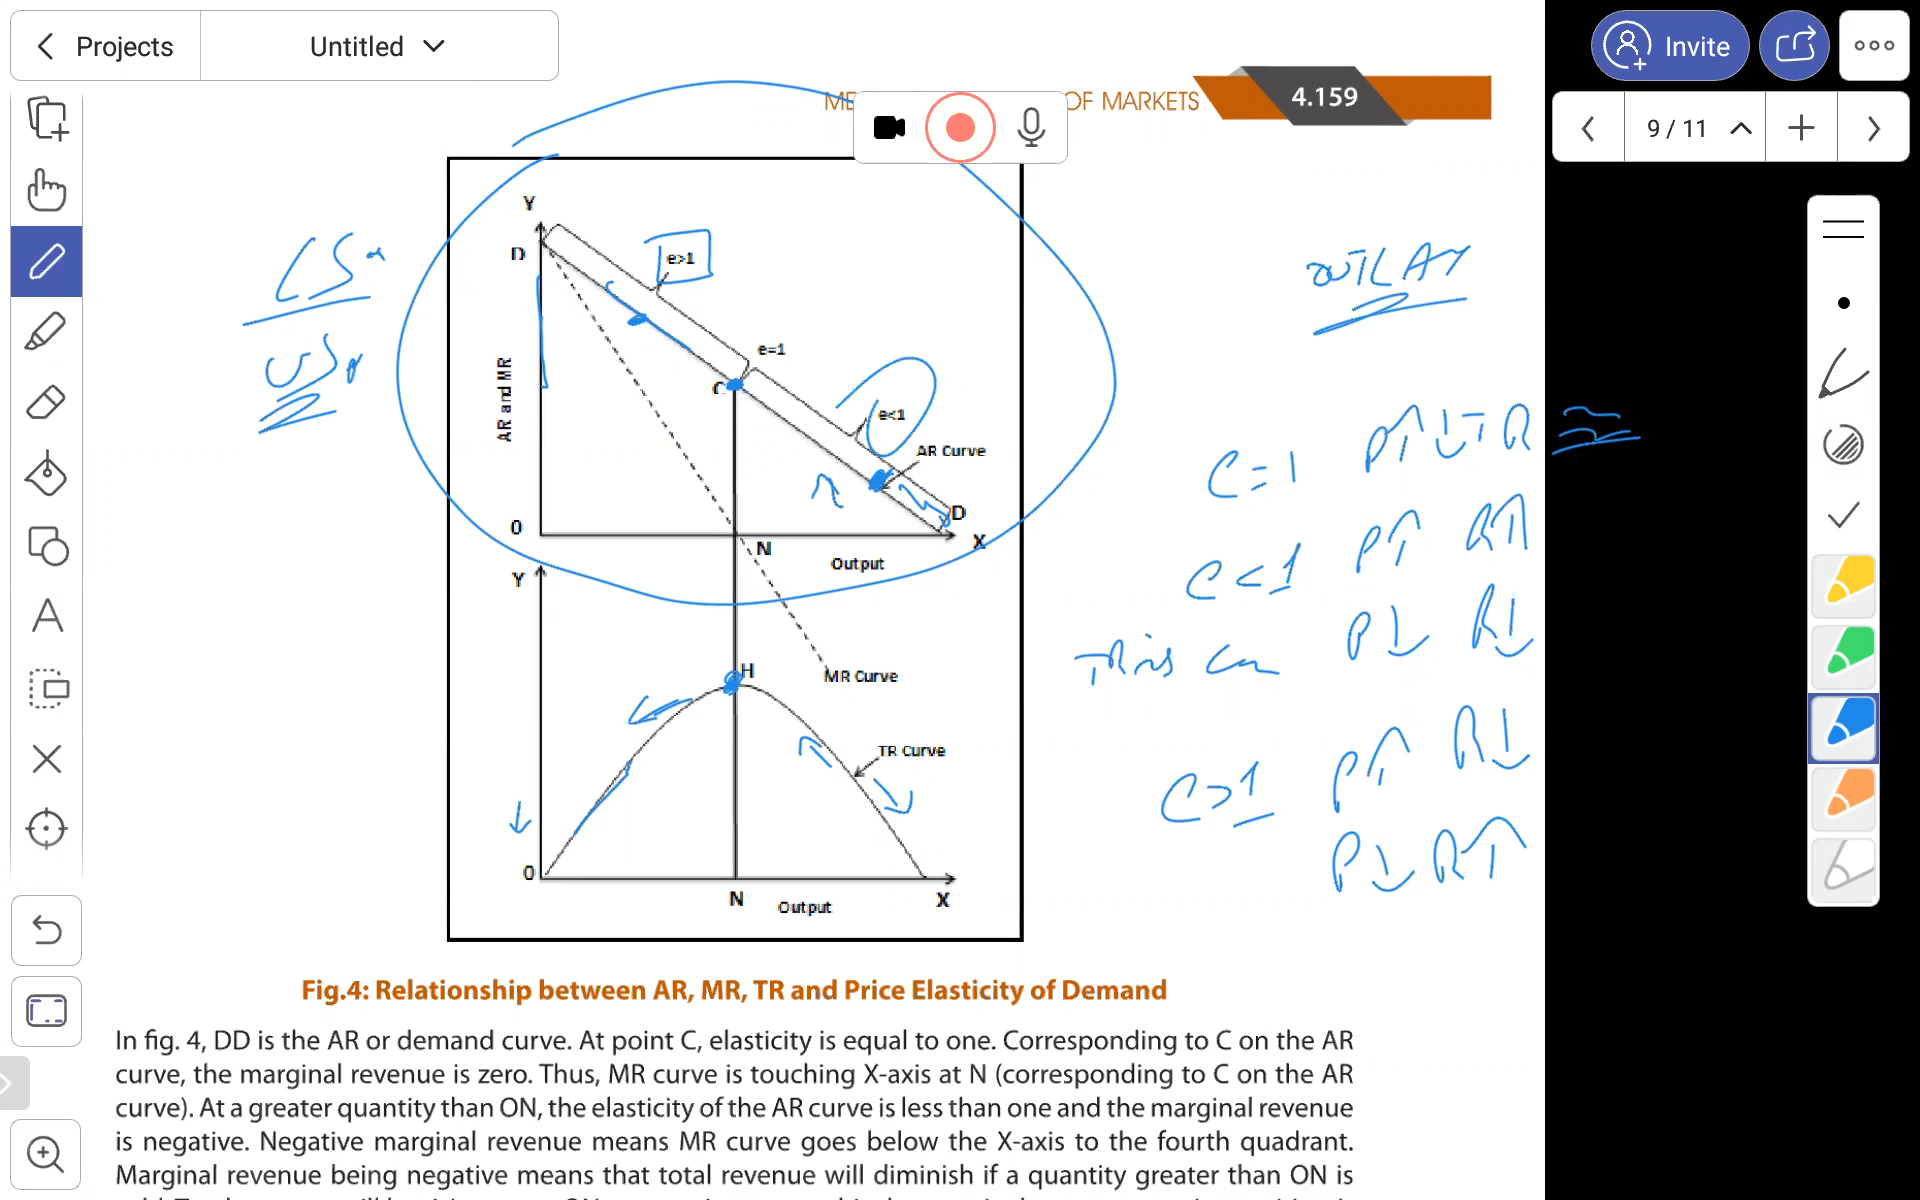 Projects
Untitled
Invite
9 / 11
OF MARKETS
4.159
Y
D
e>1
e=1
C
e<1
AR Curve
AR and MR
D
0
N
X
Output
Y
H
MR Curve
TR Curve
0
N
Output
X
OUTLAY
e=1 P↑↓ TR ≅
e<1 P↑ R↑
P↓ R↓
e>1 P↑ R↓
P↓ R↑
Fig.4: Relationship between AR, MR, TR and Price Elasticity of Demand
In fig. 4, DD is the AR or demand curve. At point C, elasticity is equal to one. Corresponding to C on the AR
curve, the marginal revenue is zero. Thus, MR curve is touching X-axis at N (corresponding to C on the AR
curve). At a greater quantity than ON, the elasticity of the AR curve is less than one and the marginal revenue
is negative. Negative marginal revenue means MR curve goes below the X-axis to the fourth quadrant.
Marginal revenue being negative means that total revenue will diminish if a quantity greater than ON is